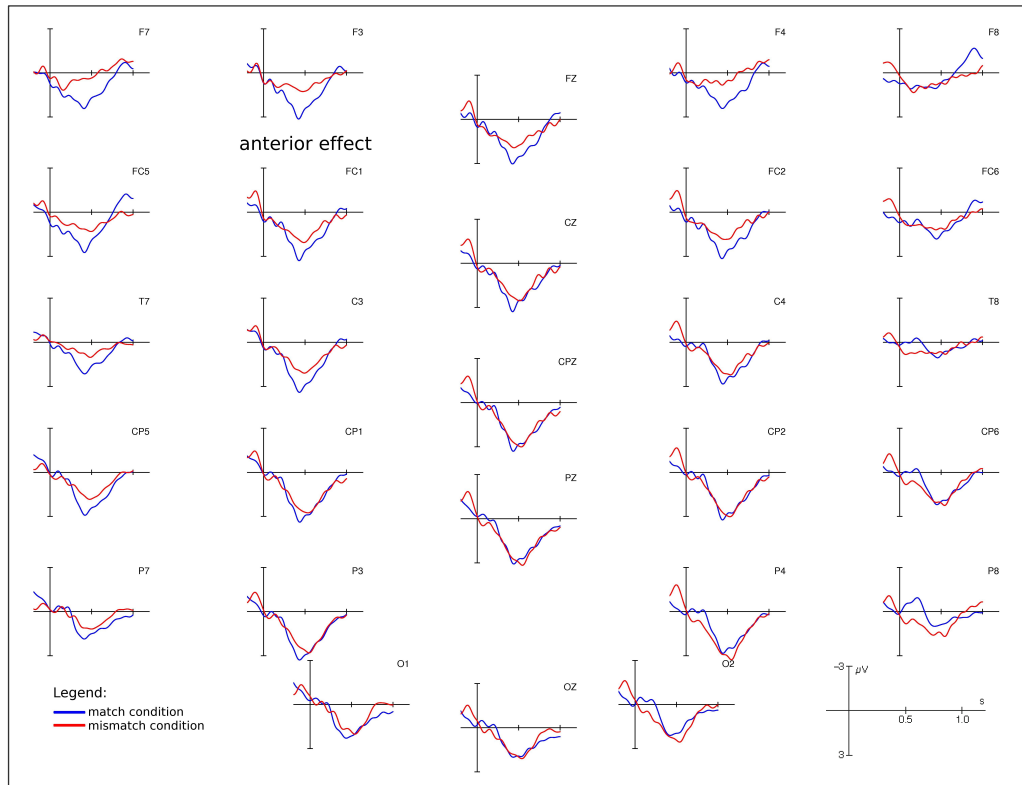 F7
F3
F4
F8
FZ
anterior effect
FC5
FC1
FC2
FC6
CZ
T7
C3
C4
T8
CPZ
CP5
CP1
CP2
CP6
PZ
P7
P3
P4
P8
O1
O2
OZ
Legend:
match condition
mismatch condition
-3
µV
s
0.5
1.0
3